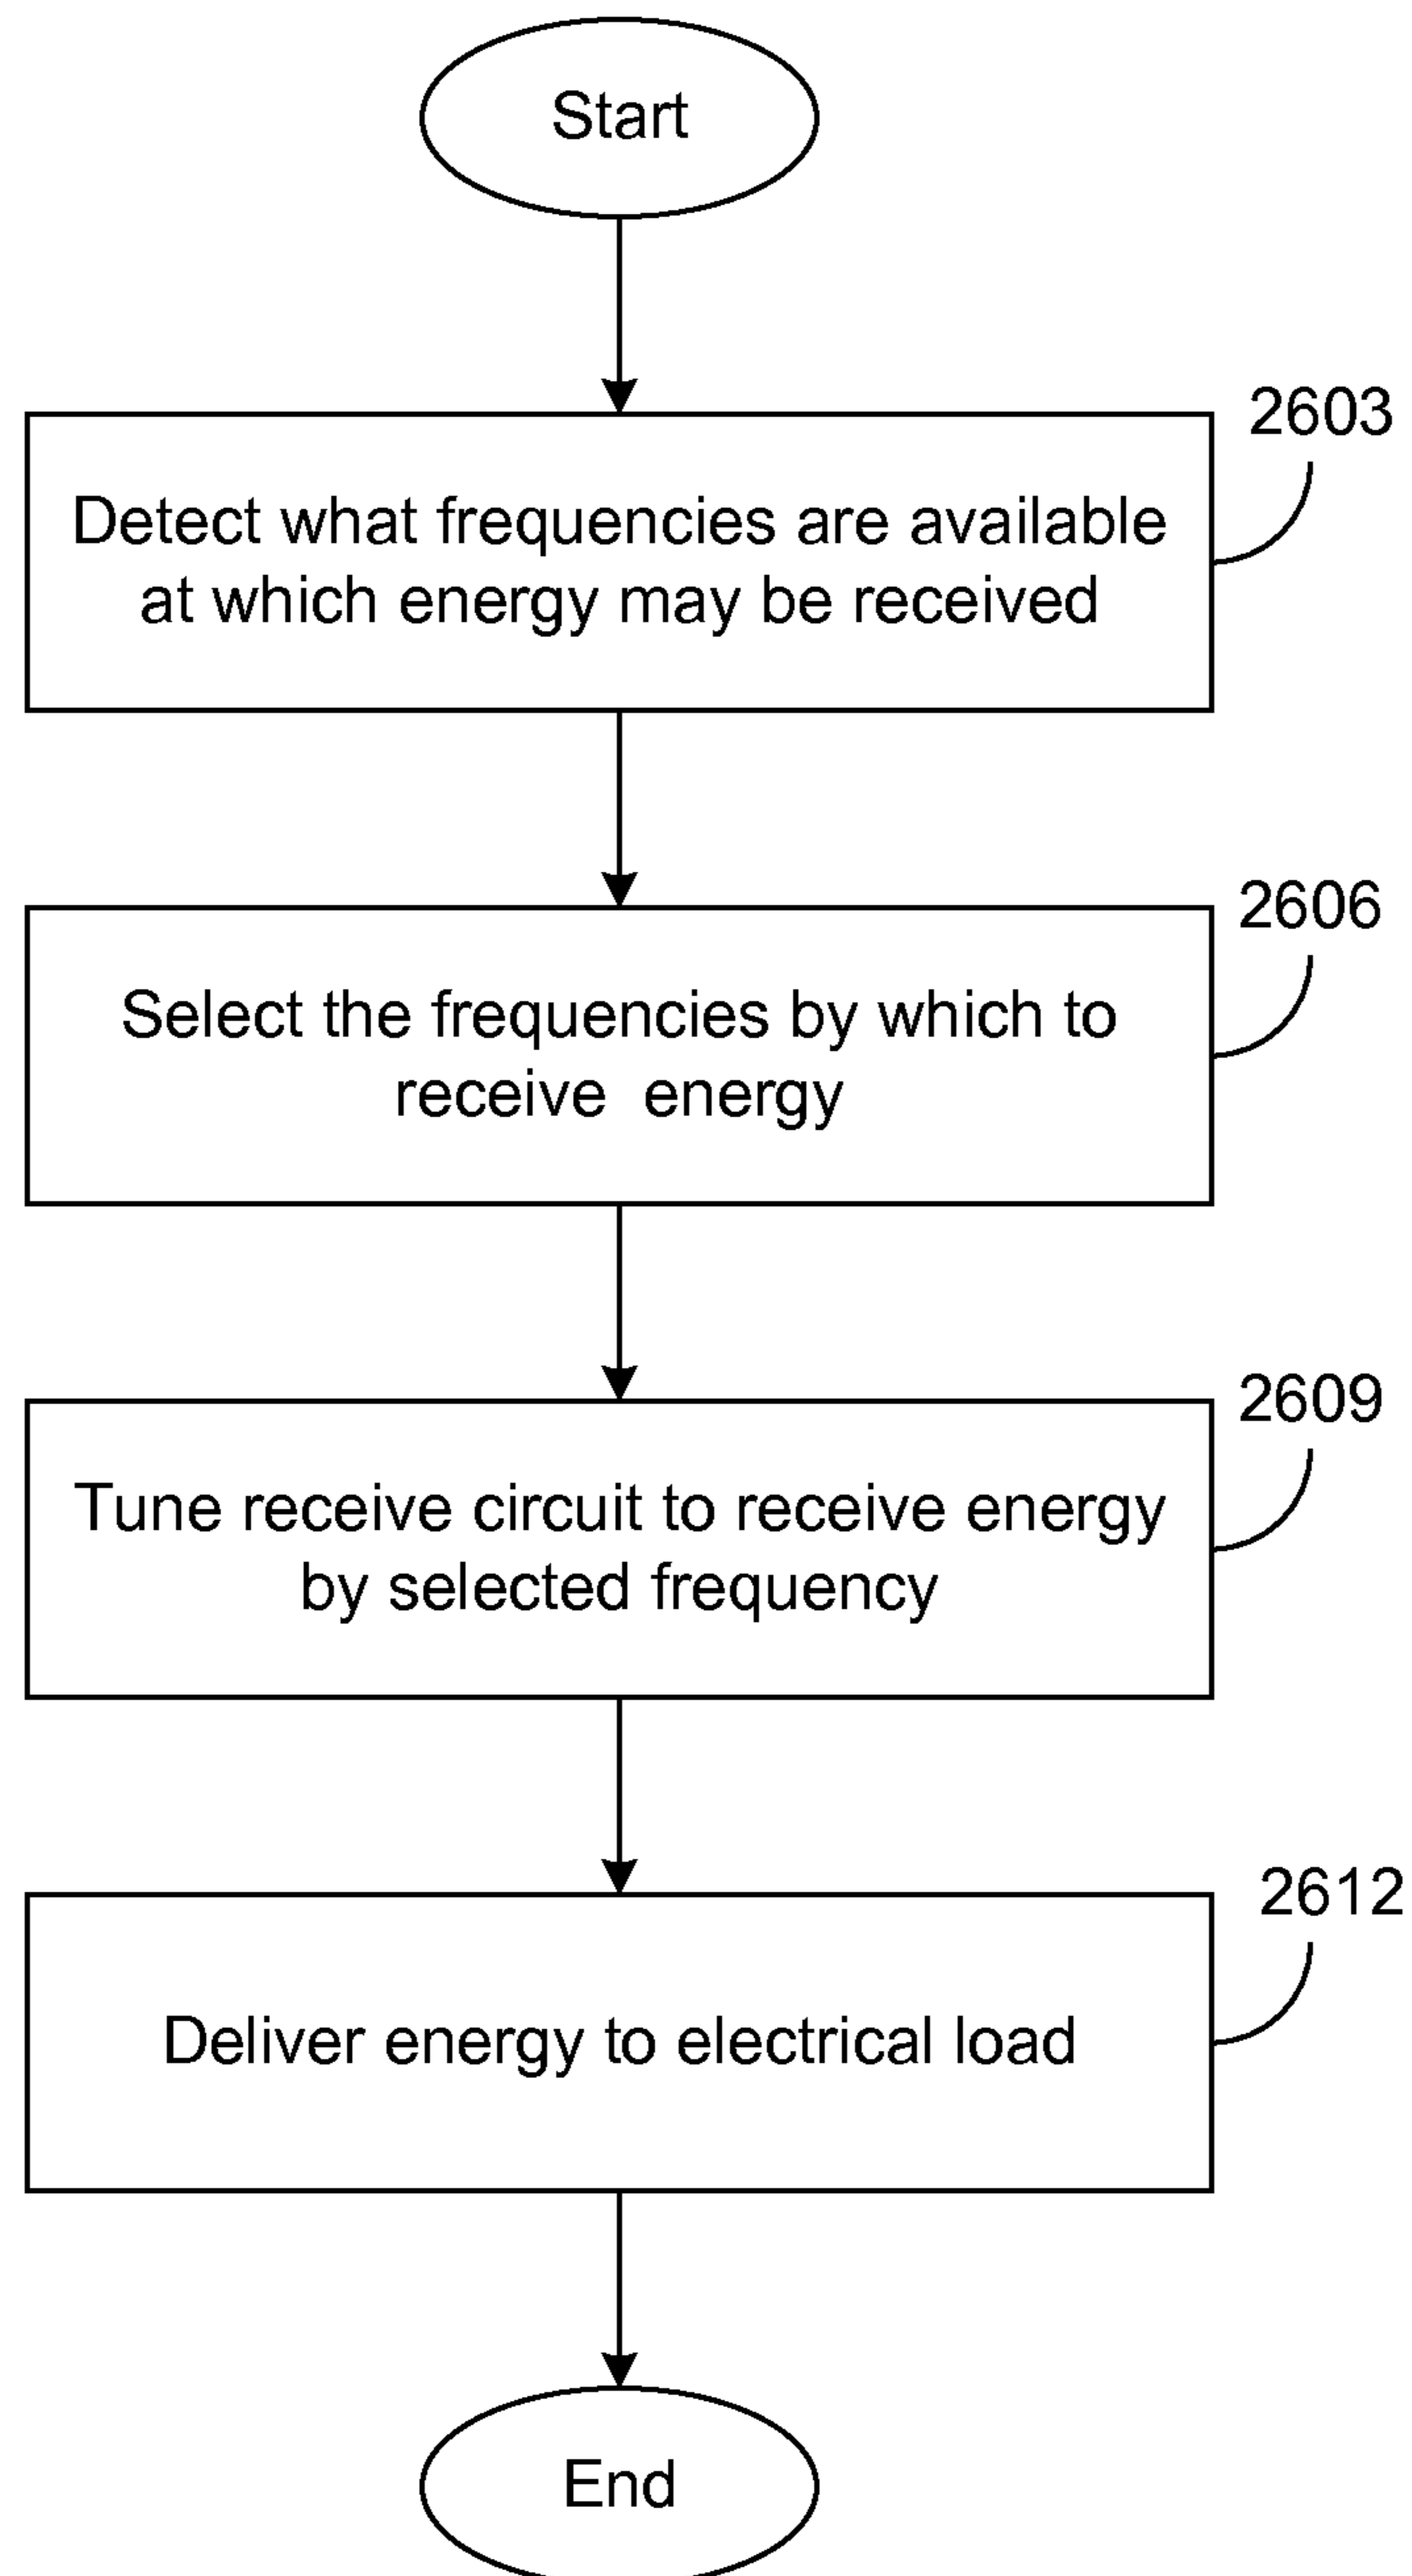 Start
2603
Detect what frequencies are available
at which energy may be received
2606
Select the frequencies by which to
receive  energy
2609
Tune receive circuit to receive energy
by selected frequency
2612
Deliver energy to electrical load
End